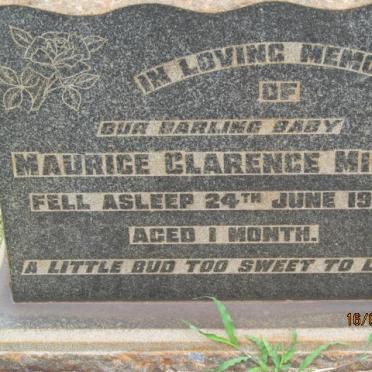 IN LOVING MEMO
OF
OUR DARLING BABY
MAURICE CLARENCE MI
FELL ASLEEP 24TH JUNE 19
AGED 1 MONTH.
A LITTLE BUD TOO SWEET TO
16/